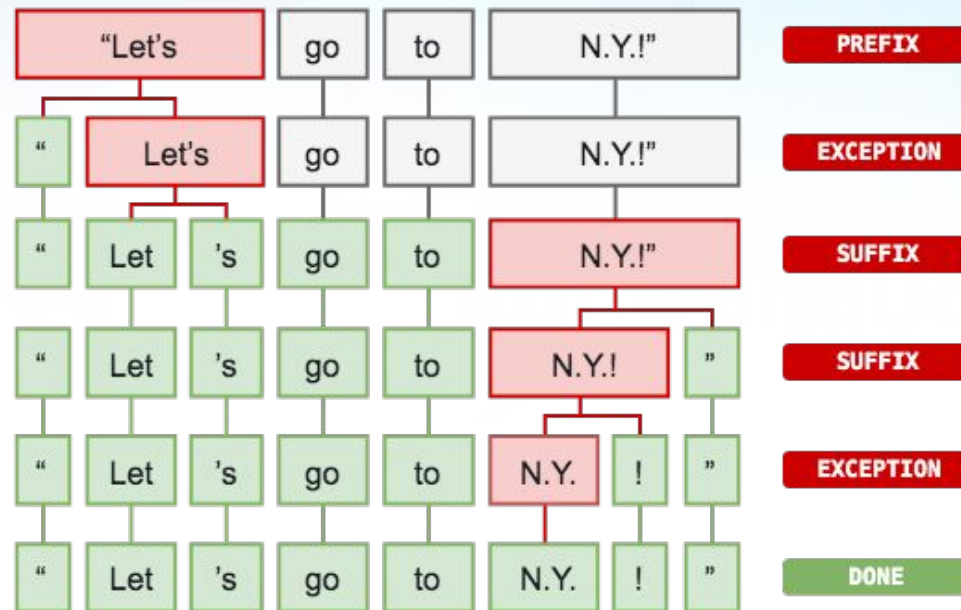 “Let's go to N.Y.!” PREFIX
“ Let's go to N.Y.!” EXCEPTION
“ Let ’s go to N.Y.!” SUFFIX
“ Let ’s go to N.Y.! ” SUFFIX
“ Let ’s go to N.Y. ! ” EXCEPTION
“ Let ’s go to N.Y. ! ” DONE